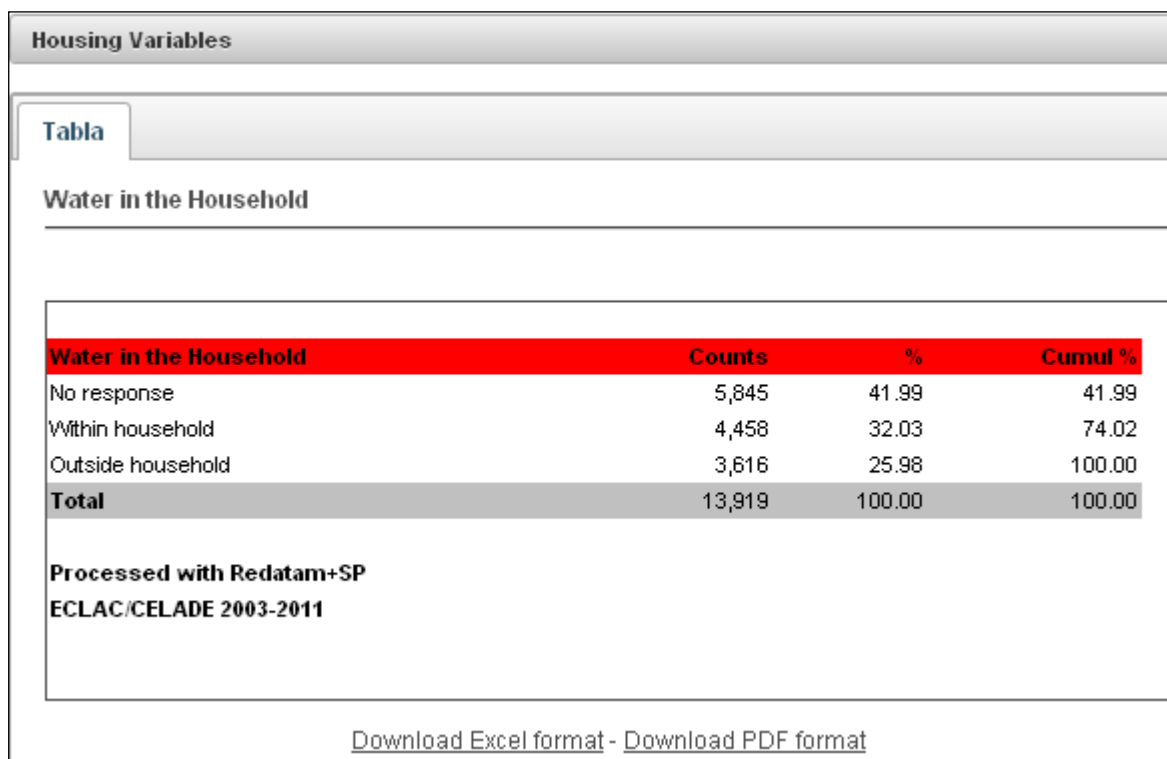 Housing Variables
Tabla
Water in the Household
Water in the Household Counts % Cumul %
No response 5,845 41.99 41.99
Within household 4,458 32.03 74.02
Outside household 3,616 25.98 100.00
Total 13,919 100.00 100.00
Processed with Redatam+SP
ECLAC/CELADE 2003-2011
Download Excel format - Download PDF format